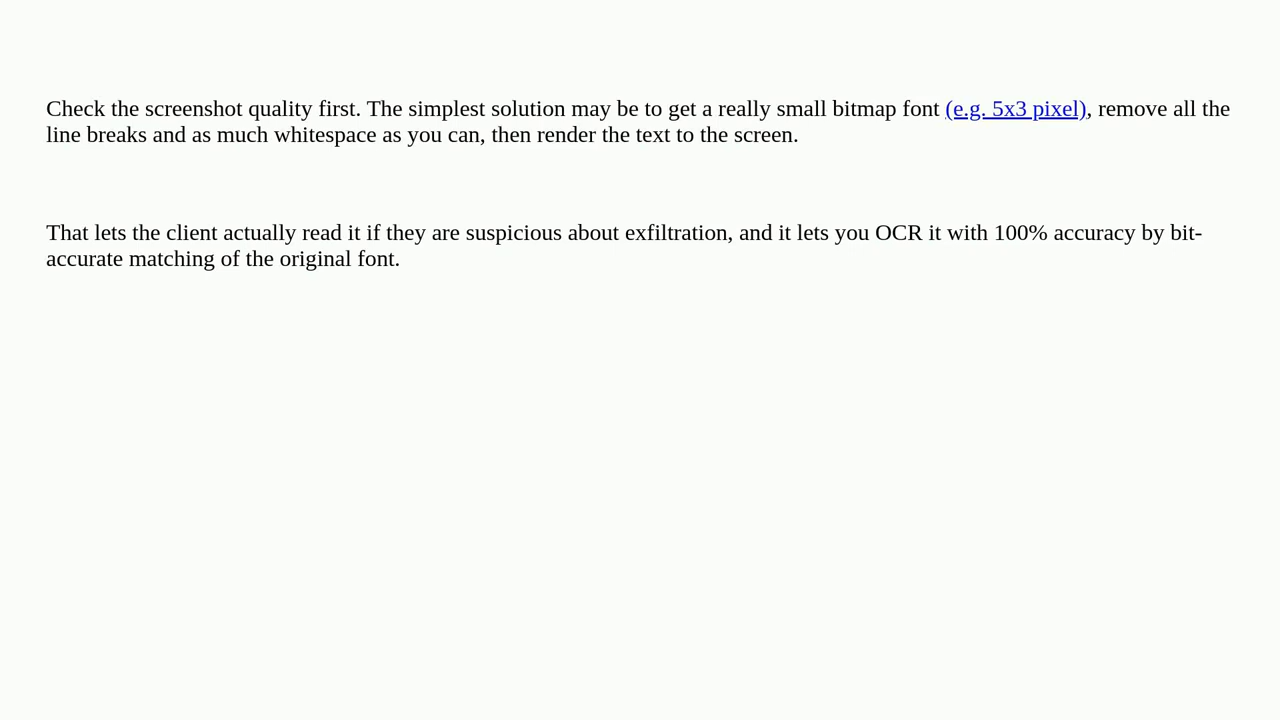 Check the screenshot quality first. The simplest solution may be to get a really small bitmap font (e.g. 5x3 pixel), remove all the
line breaks and as much whitespace as you can, then render the text to the screen.
That lets the client actually read it if they are suspicious about exfiltration, and it lets you OCR it with 100% accuracy by bit-
accurate matching of the original font.